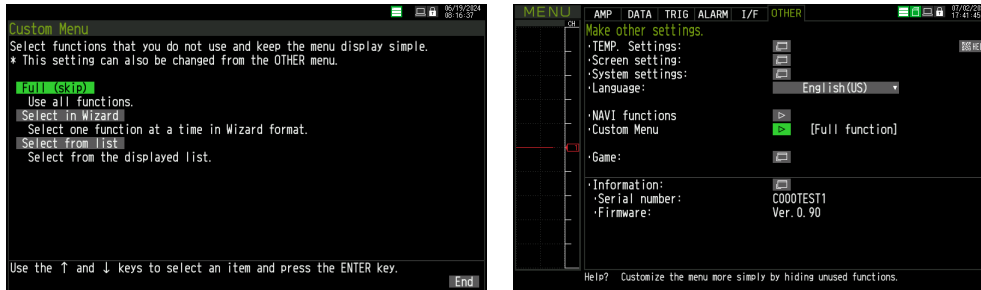 06/19/2024
08:16:37
Custom Menu
Select functions that you do not use and keep the menu display simple.
* This setting can also be changed from the OTHER menu.
Full (skip)
Use all functions.
Select in Wizard
Select one function at a time in Wizard format.
Select from list
Select from the displayed list.
Use the ↑ and ↓ keys to select an item and press the ENTER key.
End
MENU AMP DATA TRIG ALARM I/F OTHER
17:41:45
CH
Make other settings.
･TEMP. Settings:
･Screen setting:
･System settings:
･Language: English(US) ▾
･NAVI functions
･Custom Menu [Full function]
･Game:
･Information:
･Serial number: C000TEST1
･Firmware: Ver.0.90
Help? Customize the menu more simply by hiding unused functions.